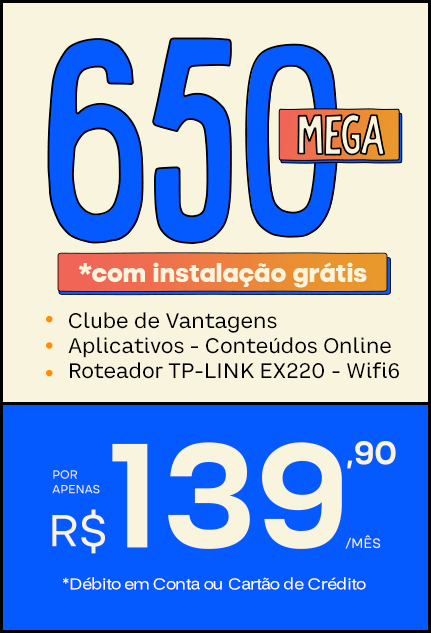 650
MEGA
*com instalação grátis
• Clube de Vantagens
• Aplicativos - Conteúdos Online
• Roteador TP-LINK EX220 - Wifi6
POR
APENAS
R$139,90
/MÊS
*Débito em Conta ou Cartão de Crédito